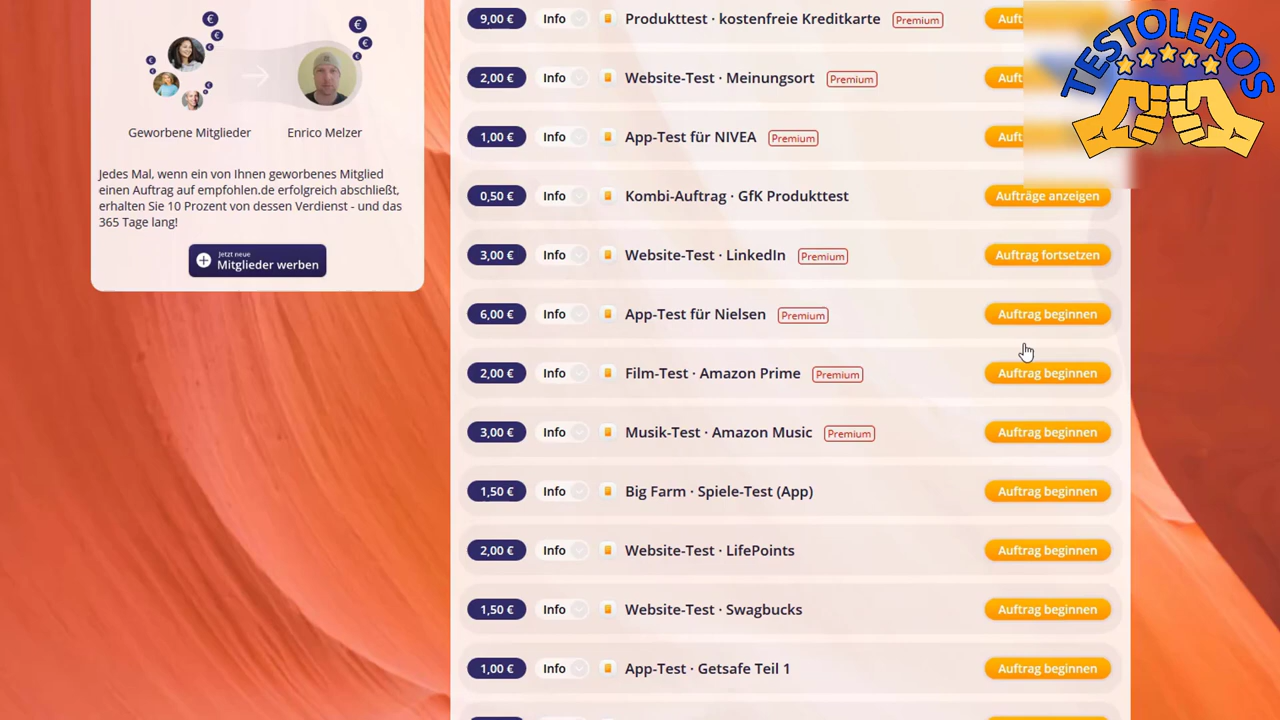 TESTOLEROS
Geworbene Mitglieder
Enrico Melzer
Jedes Mal, wenn ein von Ihnen geworbenes Mitglied
einen Auftrag auf empfohlen.de erfolgreich abschließt,
erhalten Sie 10 Prozent von dessen Verdienst - und das
365 Tage lang!
Jetzt neue
Mitglieder werben
9,00 € Info Produkttest · kostenfreie Kreditkarte Premium
2,00 € Info Website-Test · Meinungsort Premium
1,00 € Info App-Test für NIVEA Premium
0,50 € Info Kombi-Auftrag · GfK Produkttest Aufträge anzeigen
3,00 € Info Website-Test · LinkedIn Premium Auftrag fortsetzen
6,00 € Info App-Test für Nielsen Premium Auftrag beginnen
2,00 € Info Film-Test · Amazon Prime Premium Auftrag beginnen
3,00 € Info Musik-Test · Amazon Music Premium Auftrag beginnen
1,50 € Info Big Farm · Spiele-Test (App) Auftrag beginnen
2,00 € Info Website-Test · LifePoints Auftrag beginnen
1,50 € Info Website-Test · Swagbucks Auftrag beginnen
1,00 € Info App-Test · Getsafe Teil 1 Auftrag beginnen